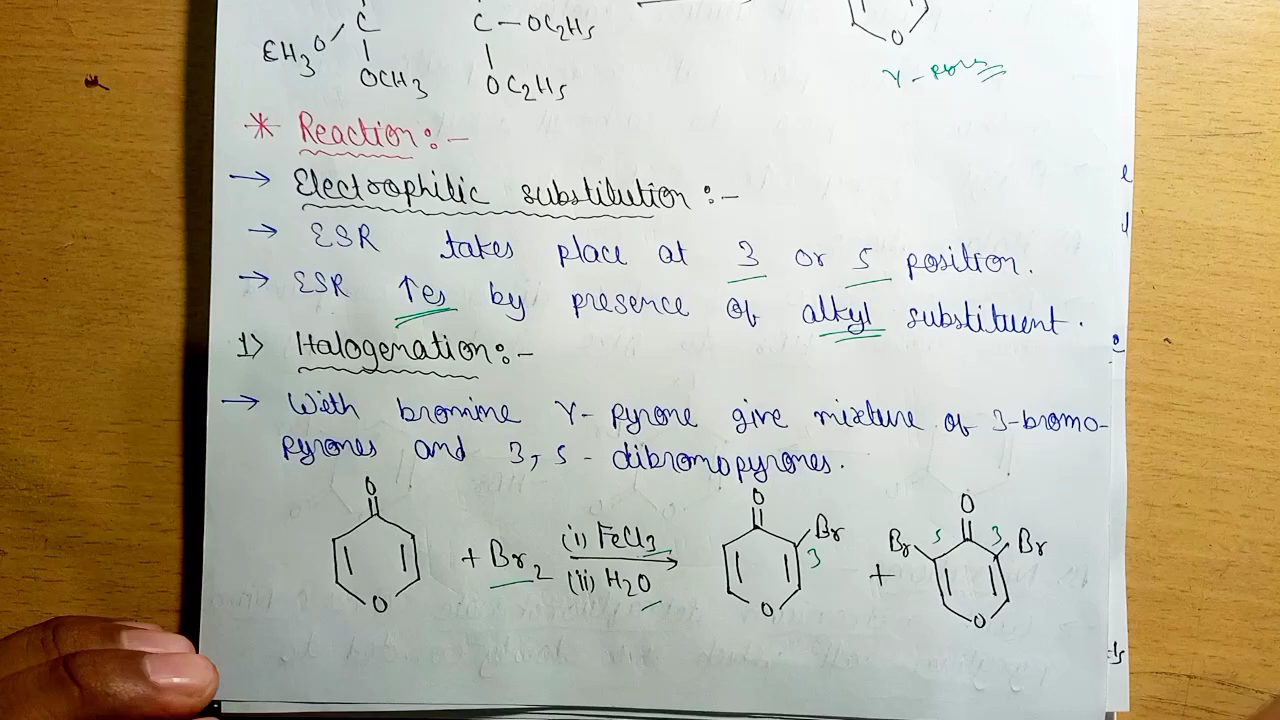 C C – OC2H5
CH3O
OCH3 OC2H5
O
γ-
* Reaction:-
→ Electrophilic substitution :-
→ ESR takes place at 3 or 5 position.
→ ESR ↑es by presence of alkyl substituent.
1> Halogenation:-
→ With bromine γ-pyrone give mixture of 3-bromo-
pyrones and 3,5-dibromopyrones.
O O O
Br Br 5 3 Br
+ Br2 (i) FeCl3 3 +
(ii) H2O
O O O